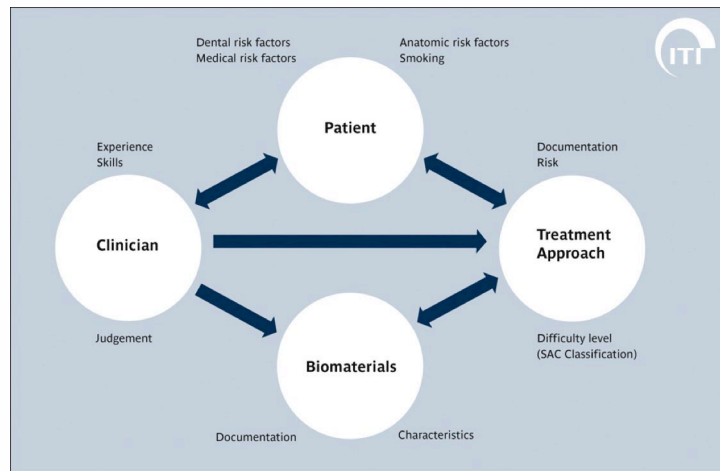 ITI
Dental risk factors
Medical risk factors
Anatomic risk factors
Smoking
Patient
Experience
Skills
Documentation
Risk
Clinician
Treatment
Approach
Judgement
Difficulty level
(SAC Classification)
Biomaterials
Documentation
Characteristics